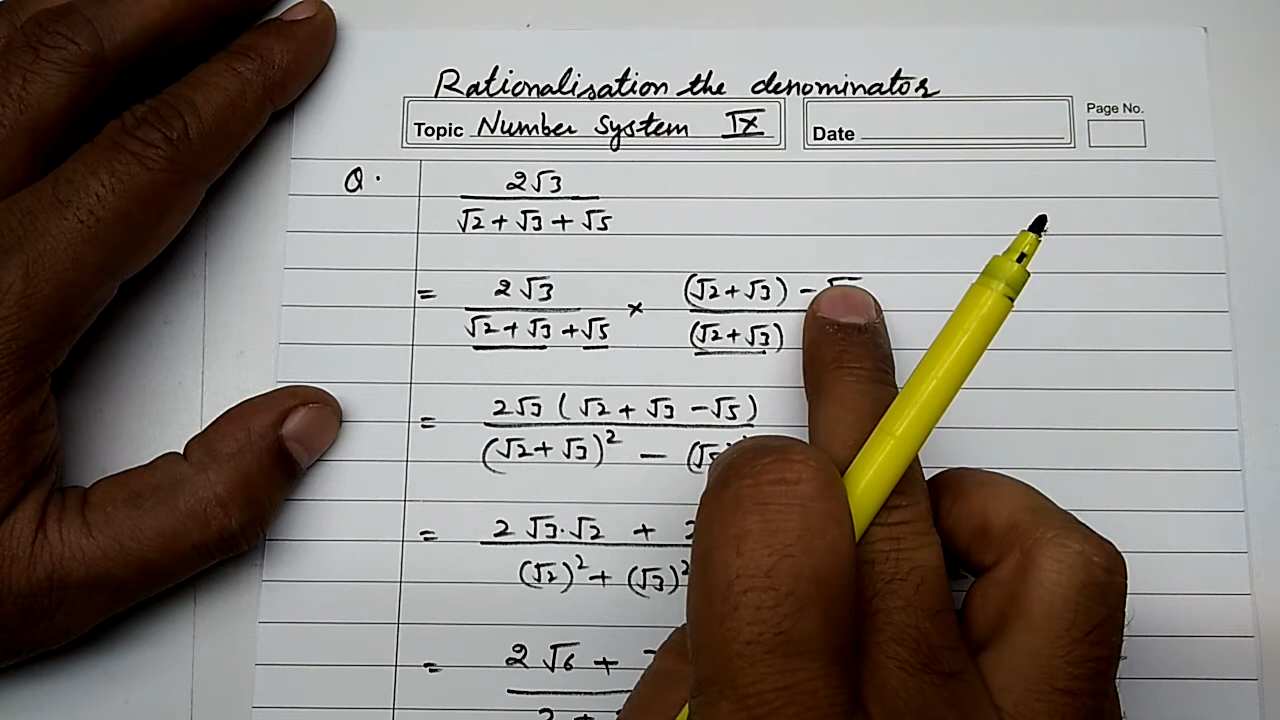 Rationalisation the denominator
Topic Number System IX
Date
Page No.
Q. 2√3 / (√2 + √3 + √5)
= 2√3 / (√2 + √3 + √5) × (√2 + √3) - √ / (√2 + √3)
= 2√3 (√2 + √3 - √5) / (√2 + √3)² - (√5
= 2√3·√2 + / (√2)² + (√3)²
= 2√6 +